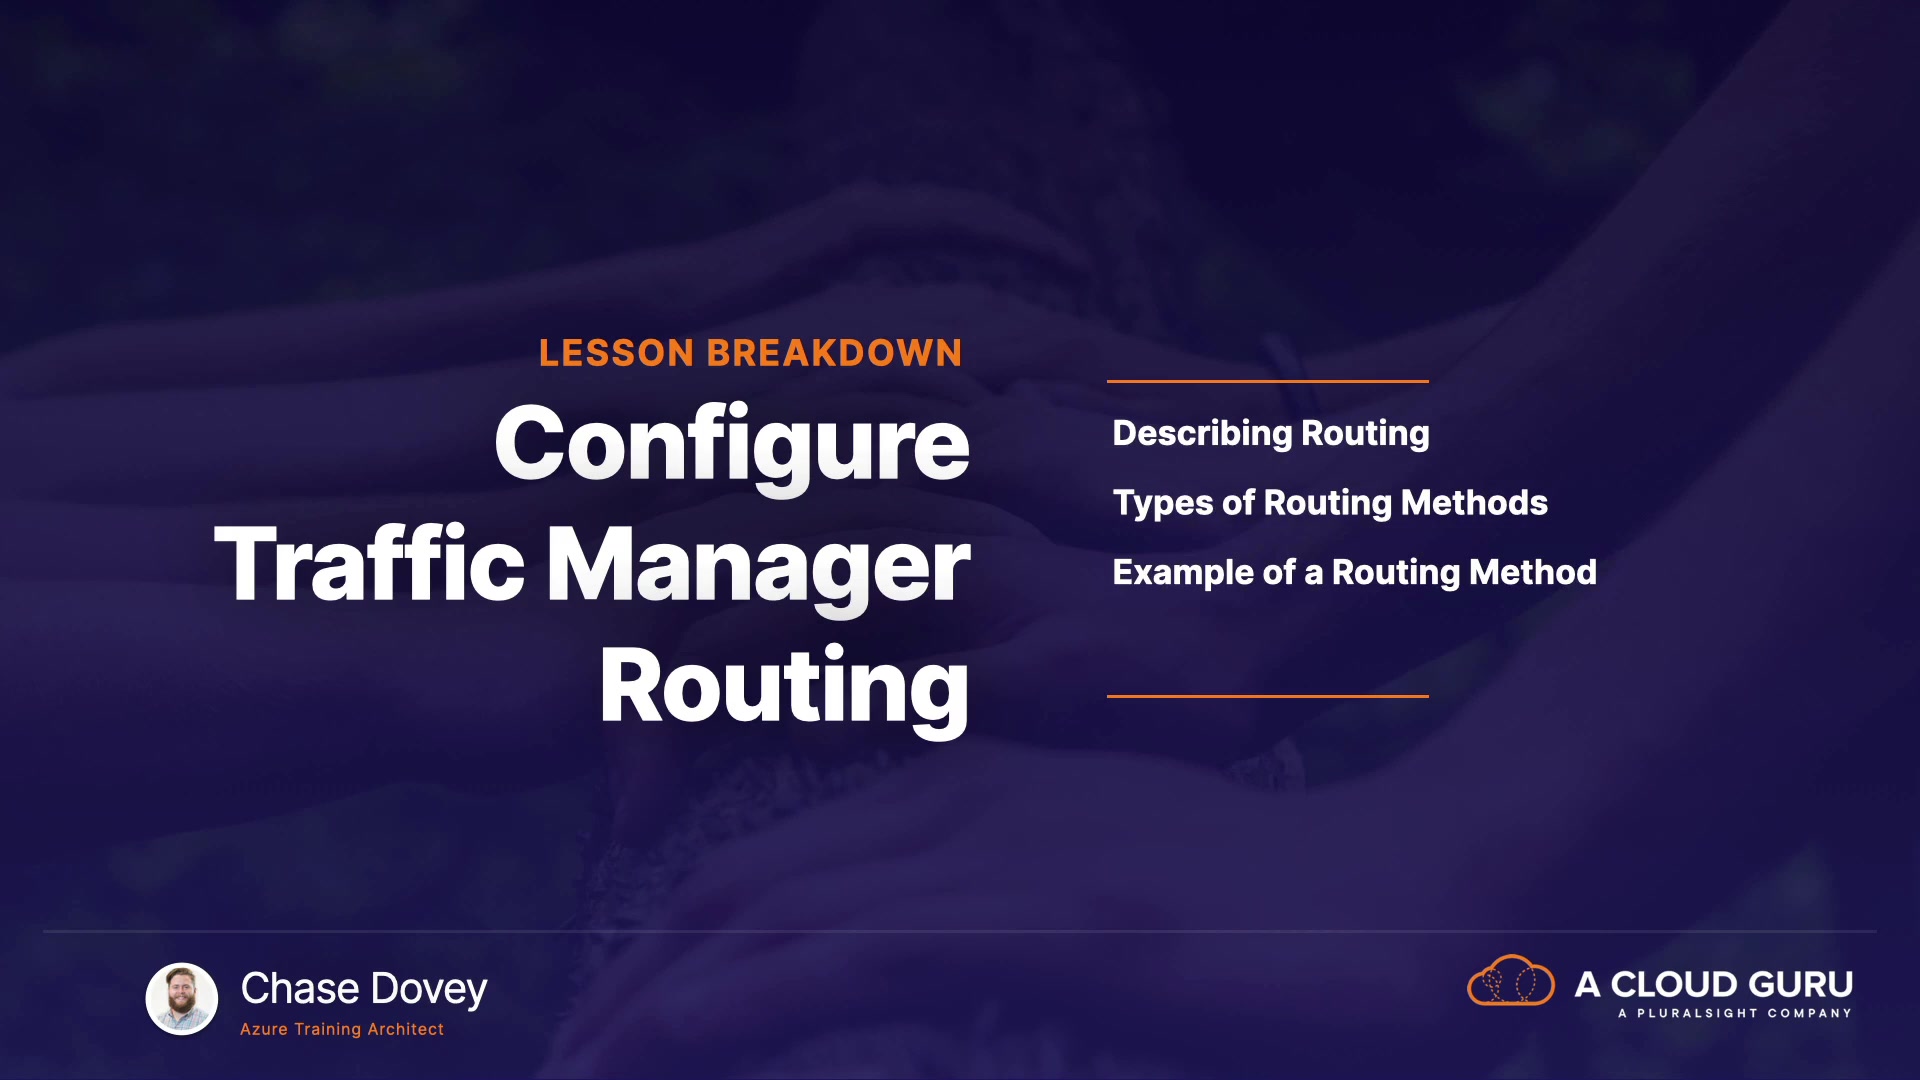 LESSON BREAKDOWN
Configure
Traffic Manager
Routing
Describing Routing
Types of Routing Methods
Example of a Routing Method
Chase Dovey
Azure Training Architect
A CLOUD GURU
A PLURALSIGHT COMPANY